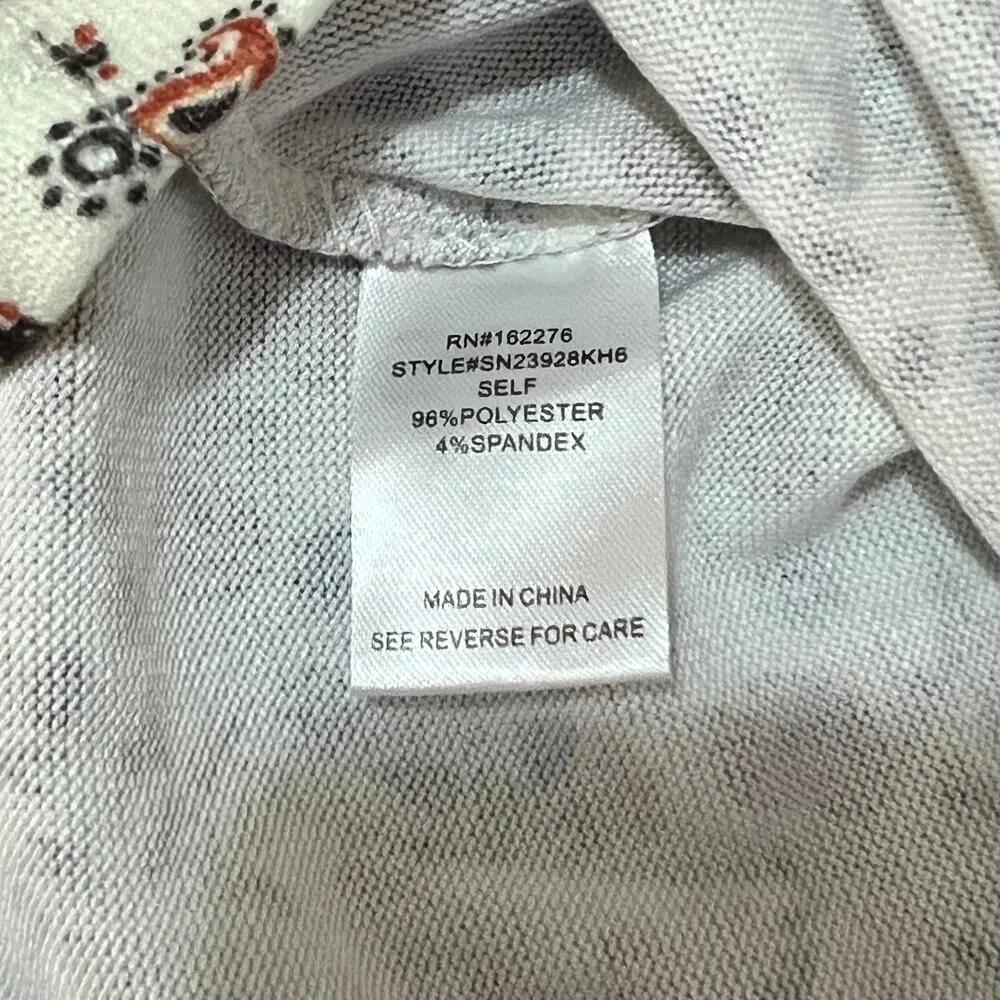 RN#162276
STYLE#SN23928KH6
SELF
96%POLYESTER
4%SPANDEX
MADE IN CHINA
SEE REVERSE FOR CARE